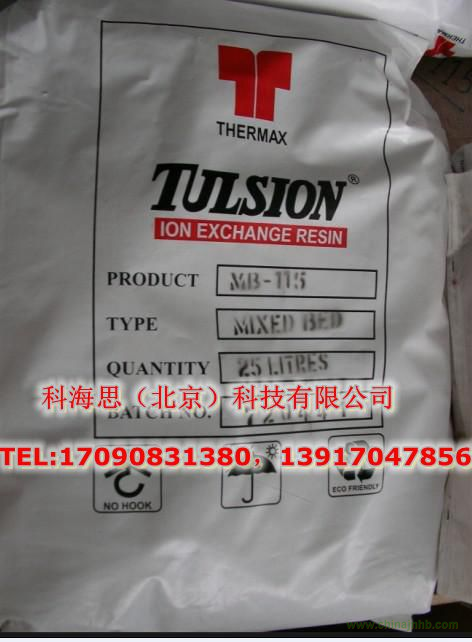 THERMAX
TULSION®
ION EXCHANGE RESIN
PRODUCT MB-115
TYPE MIXED BED
QUANTITY 25 LITRES
科海思（北京）科技有限公司
BATCH NO.
TEL:17090831380，13917047856
NO HOOK
ECO FRIENDLY
THERMAX